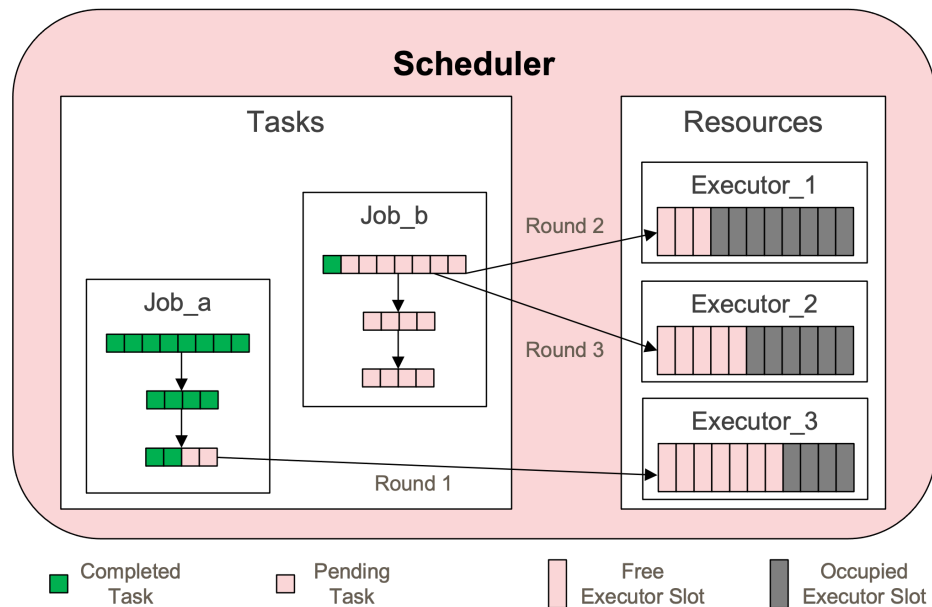 Scheduler
Tasks
Resources
Job_b
Job_a
Round 2
Round 3
Round 1
Executor_1
Executor_2
Executor_3
Completed
Task
Pending
Task
Free
Executor Slot
Occupied
Executor Slot